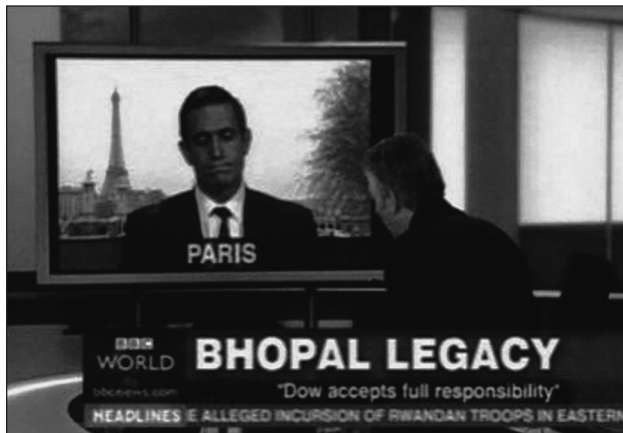 PARIS
BBC
WORLD
BHOPAL LEGACY
bbcnews.com
"Dow accepts full responsibility"
HEADLINES E ALLEGED INCURSION OF RWANDAN TROOPS IN EASTERN